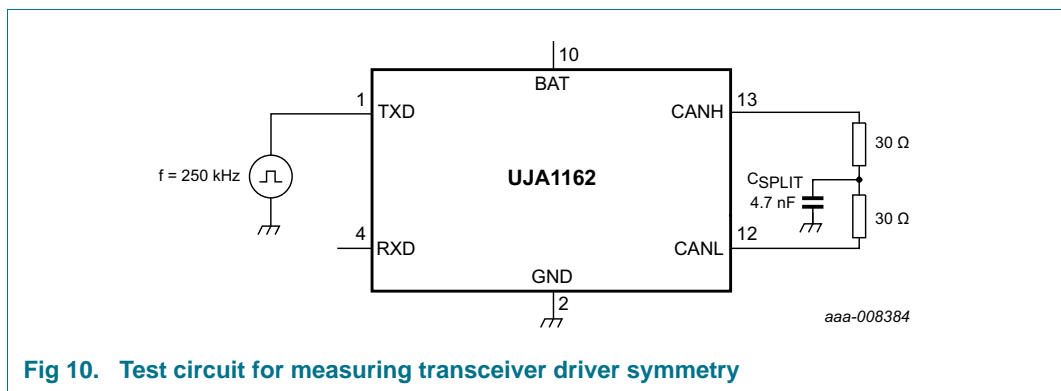 10
BAT
1
TXD
CANH
13
30 Ω
f = 250 kHz
UJA1162
CSPLIT
4.7 nF
30 Ω
4
RXD
CANL
12
GND
2
aaa-008384
Fig 10. Test circuit for measuring transceiver driver symmetry